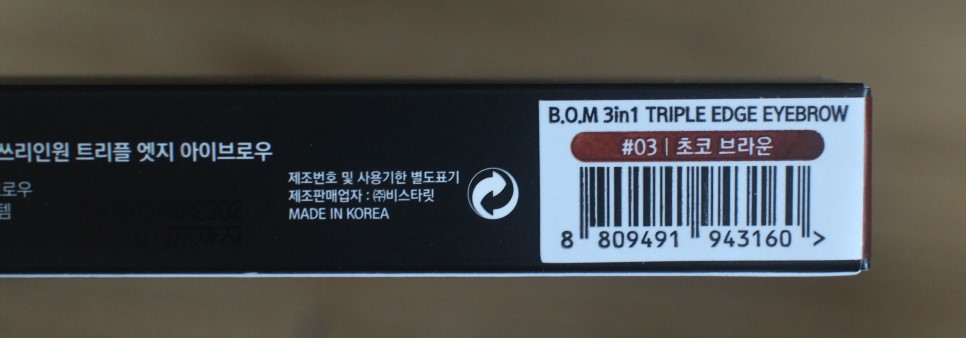 쓰리인원 트리플 엣지 아이브로우
로우
템
제조번호 및 사용기한 별도표기
제조판매업자 : ㈜비스타릿
MADE IN KOREA
B.O.M 3in1 TRIPLE EDGE EYEBROW
#03 | 초코 브라운
8 809491 943160 >